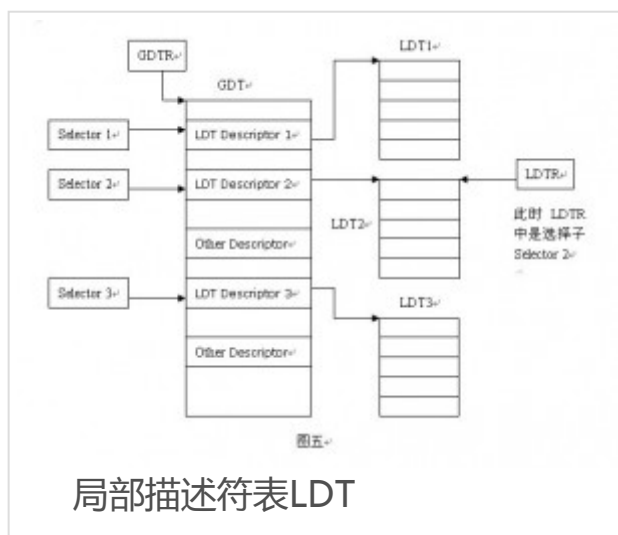 GDTR
LDT1
GDT
Selector 1
LDT Descriptor 1
Selector 2
LDT Descriptor 2
LDTR
LDT2
此时 LDTR
中是选择子
Selector 2
Other Descriptor
Selector 3
LDT Descriptor 3
LDT3
Other Descriptor
图五
局部描述符表LDT